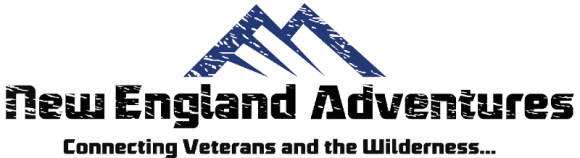 New England Adventures
Connecting Veterans and the Wilderness...